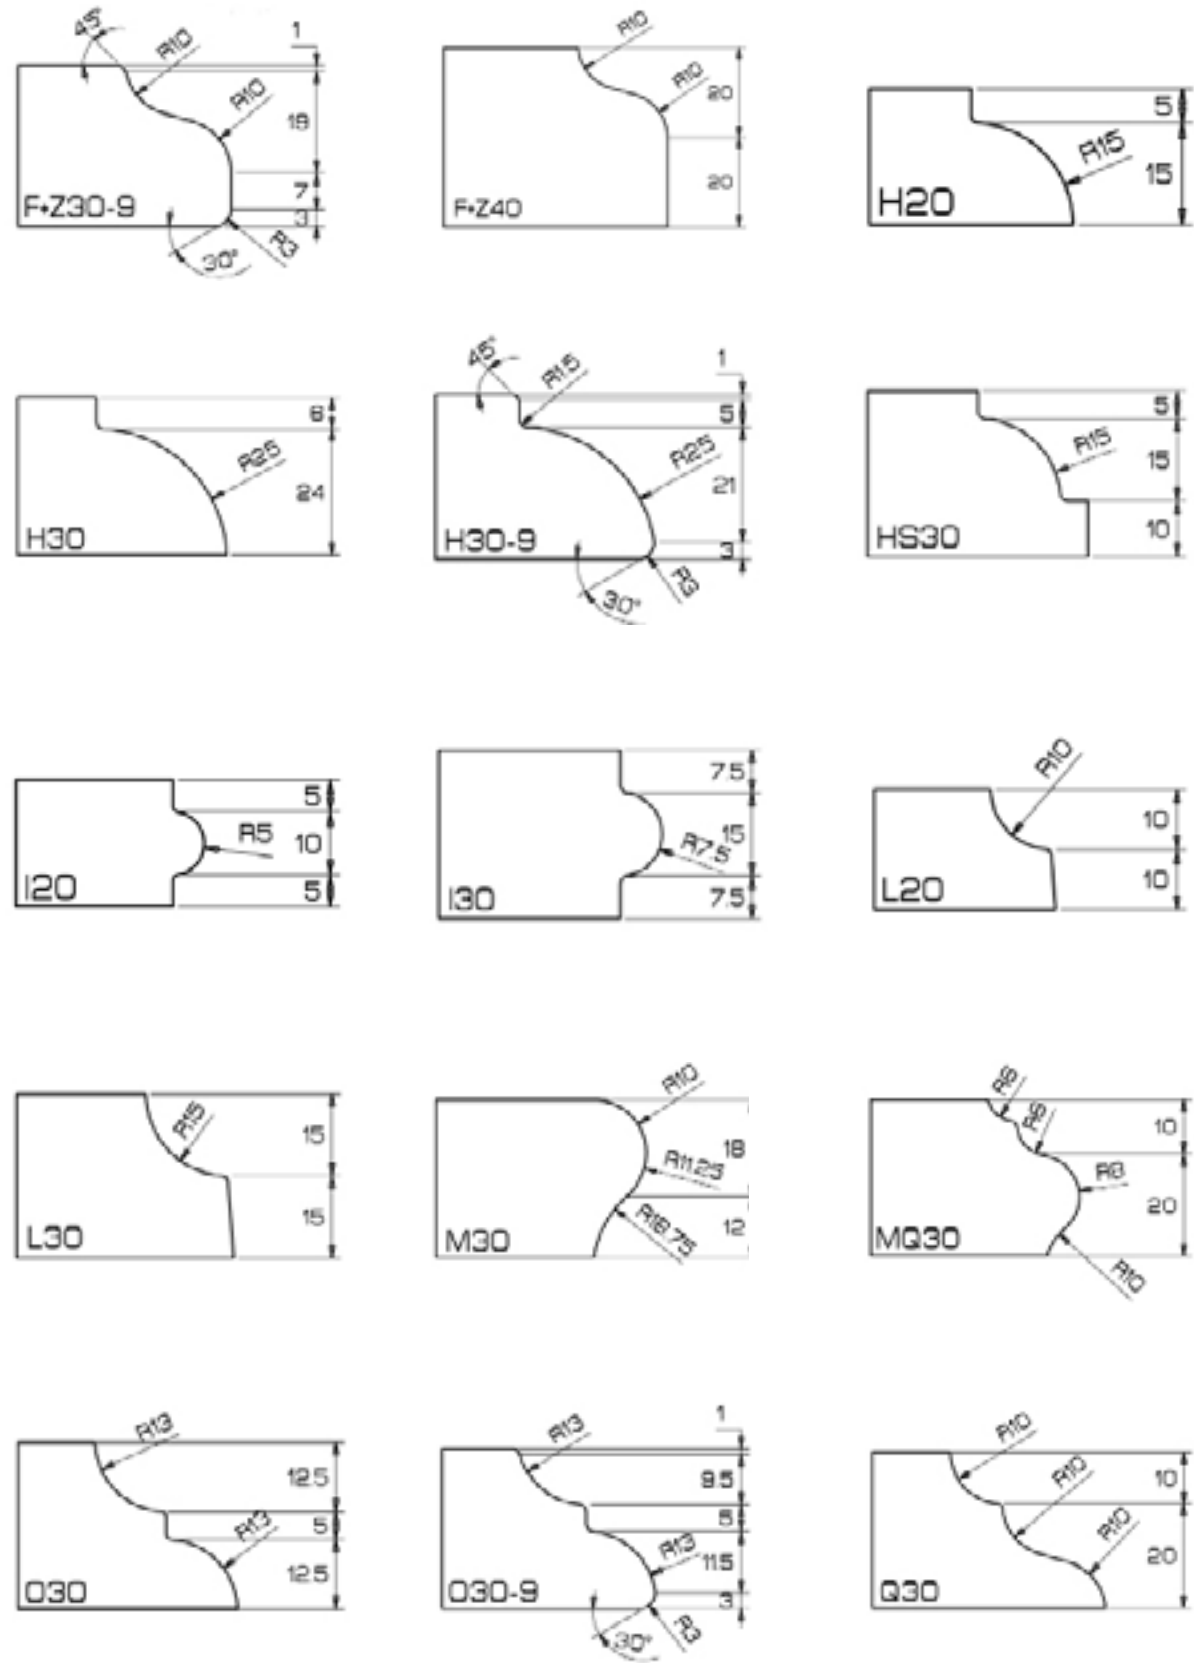 45°
R10
R10
1
19
7
3
R3
30°
F•Z30-9
R10
R10
20
20
F•Z40
5
R15
15
H20
6
R25
24
H30
45°
R1.5
1
5
R25
21
3
R3
30°
H30-9
5
R15
15
10
HS30
5
R5
10
5
I20
7.5
15
R7.5
7.5
I30
R10
10
10
L20
R15
15
15
L30
R10
18
R11.25
R16.75
12
M30
R6
R6
10
R8
20
R10
MQ30
R13
12.5
5
R13
12.5
O30
R13
1
9.5
5
R13
11.5
3
R3
30°
O30-9
R10
10
R10
R10
20
Q30